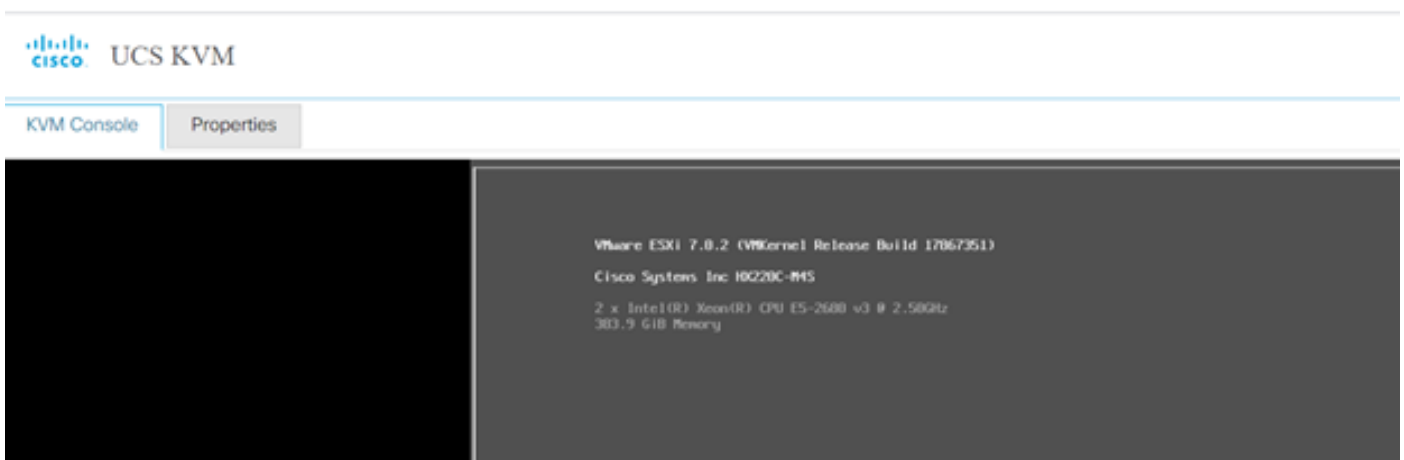 CISCO UCS KVM
KVM Console Properties
VMware ESXi 7.0.2 (VMKernel Release Build 17867351)
Cisco Systems Inc HX220C-M4S
2 x Intel(R) Xeon(R) CPU E5-2680 v3 @ 2.50GHz
383.9 GiB Memory